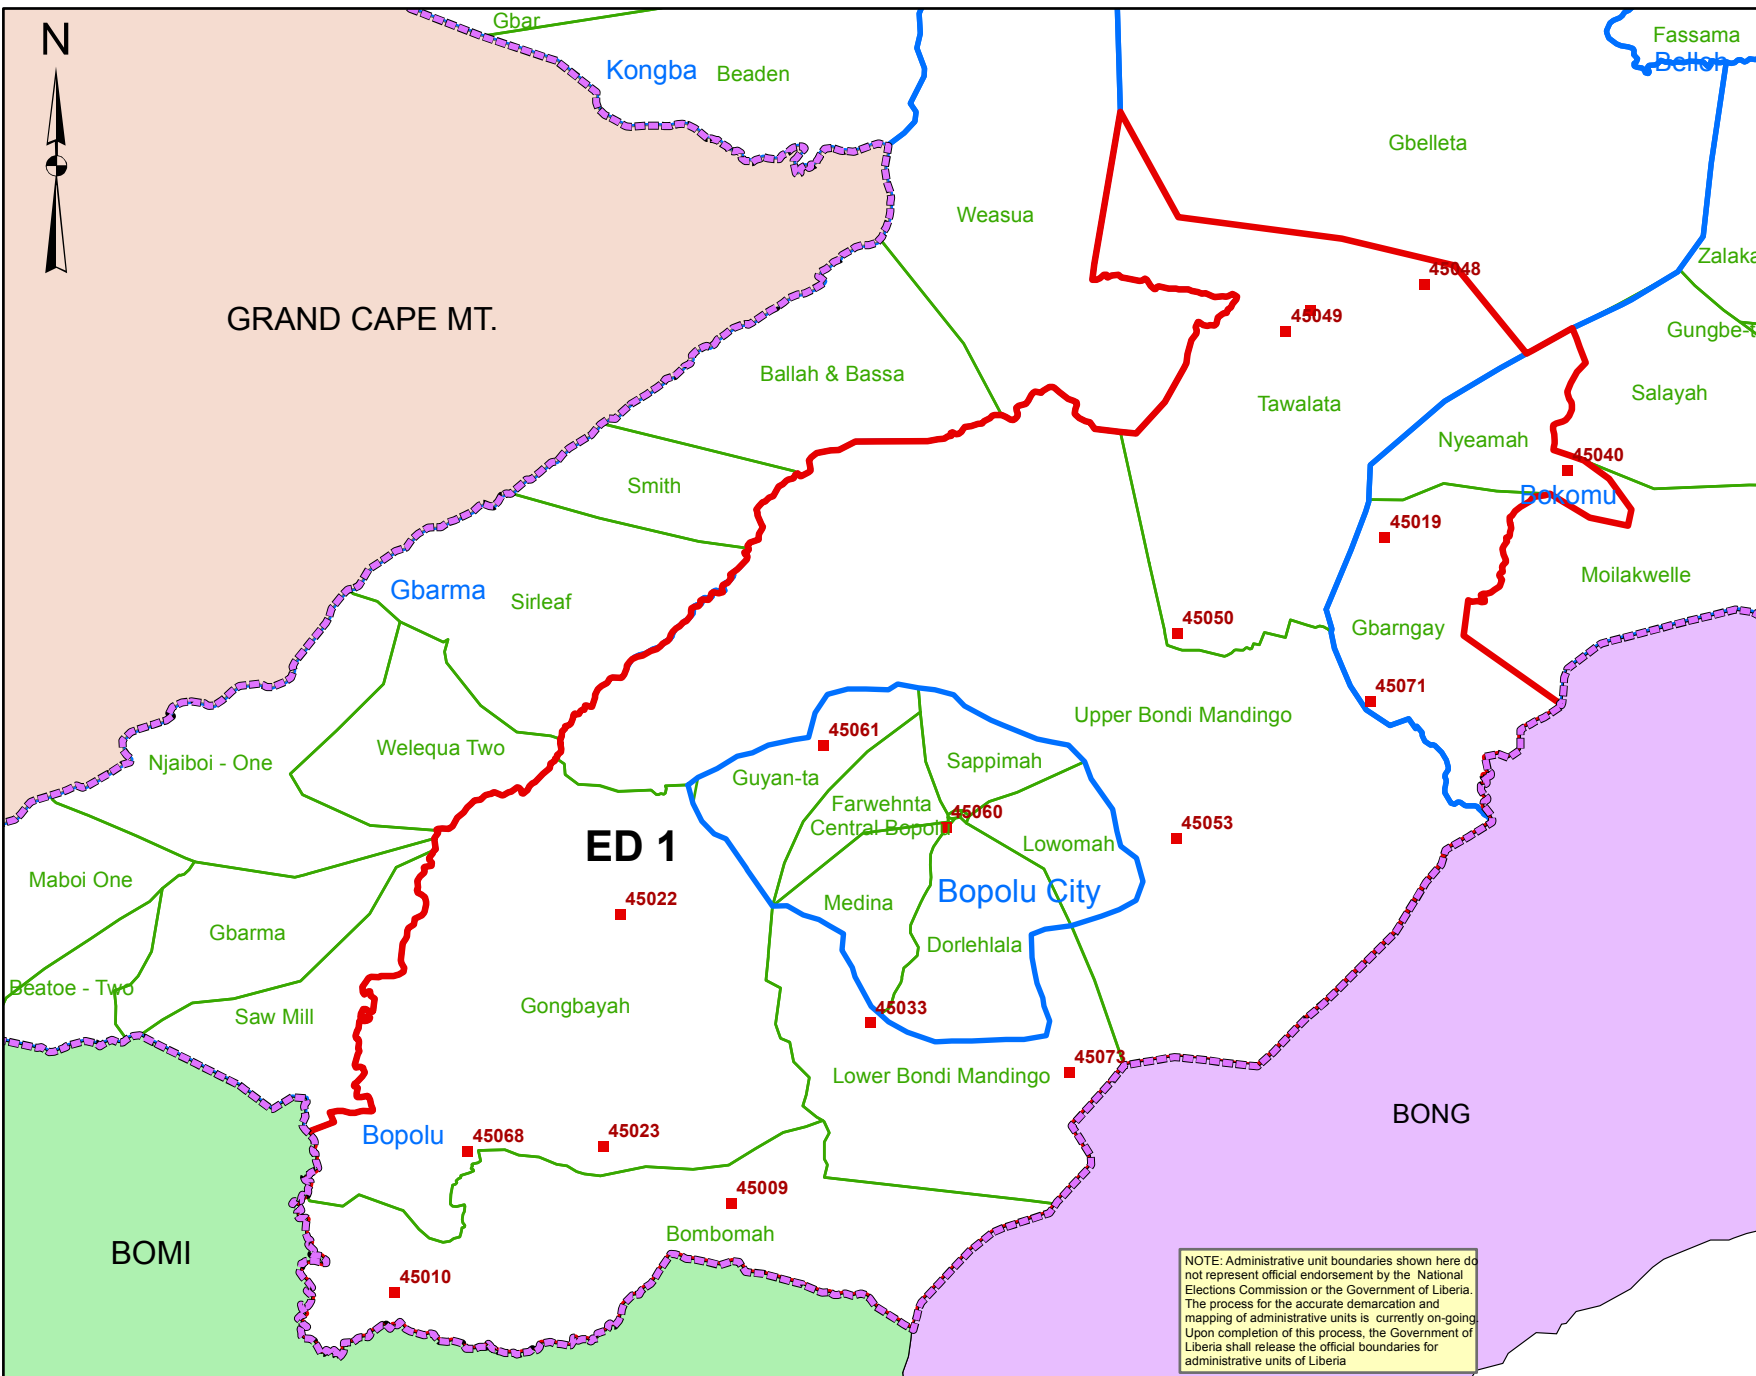 Gbar
N
Fassama
Kongba
Beaden
Belleh
Gbelleta
Weasua
Zalaka
45048
GRAND CAPE MT.
45049
Gungbe-t
Ballah & Bassa
Salayah
Tawalata
Nyeamah
45040
Smith
Bokomu
45019
Moilakwelle
Gbarma
Sirleaf
45050
Gbarngay
45071
Upper Bondi Mandingo
45061
Welequa Two
Njaiboi - One
Sappimah
Guyan-ta
Farwehnta
45060
Central Bopolu
ED 1
Lowomah
45053
Maboi One
Bopolu City
45022
Medina
Gbarma
Dorlehlala
Beatoe - Two
Gongbayah
45033
Saw Mill
45073
Lower Bondi Mandingo
BONG
Bopolu
45068
45023
45009
Bombomah
BOMI
45010
NOTE: Administrative unit boundaries shown here do
not represent official endorsement by the National
Elections Commission or the Government of Liberia.
The process for the accurate demarcation and
mapping of administrative units is currently on-going.
Upon completion of this process, the Government of
Liberia shall release the official boundaries for
administrative units of Liberia